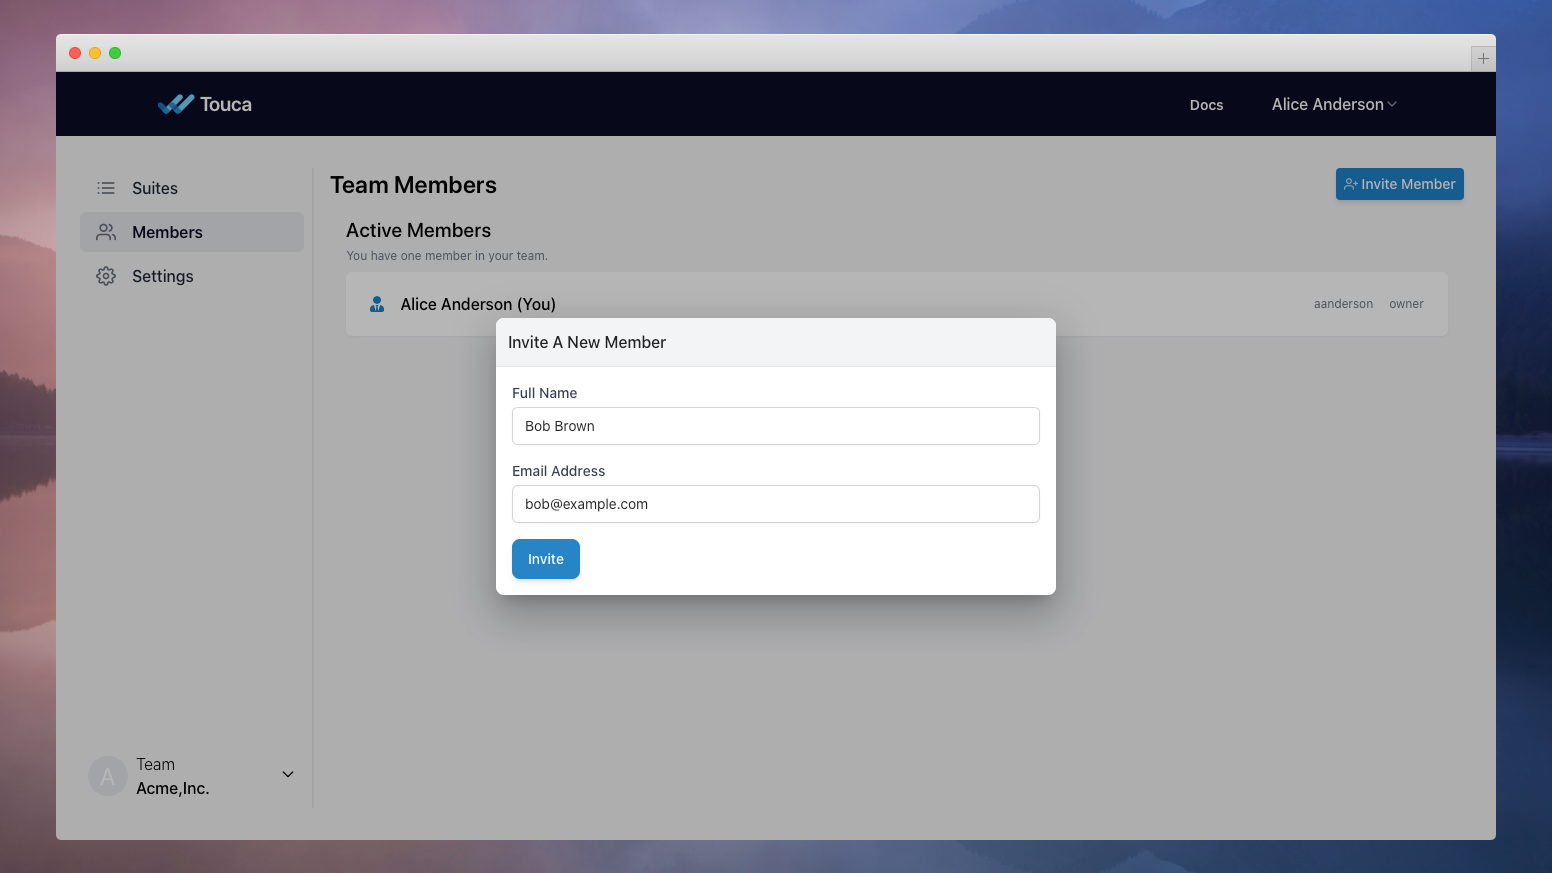 Touca
Docs
Alice Anderson
Suites
Members
Settings
Team Members
Invite Member
Active Members
You have one member in your team.
Alice Anderson (You)
aanderson
owner
Invite A New Member
Full Name
Bob Brown
Email Address
bob@example.com
Invite
A
Team
Acme,Inc.